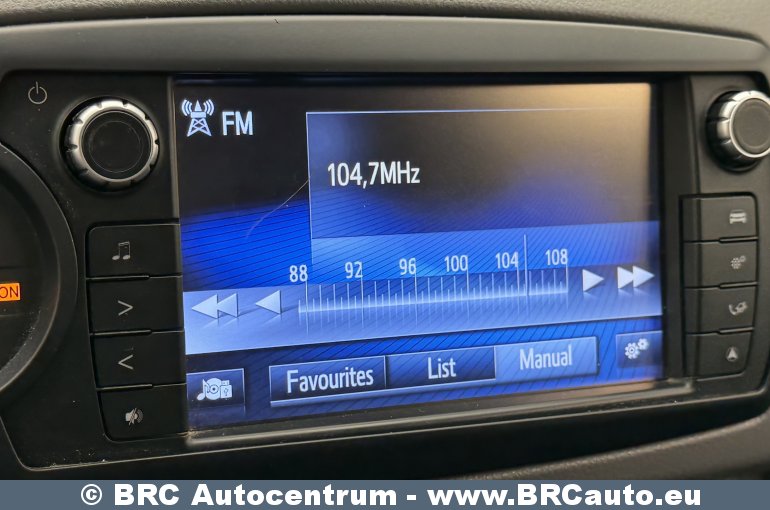 FM
104,7MHz
88 92 96 100 104 108
ON
Favourites List Manual
© BRC Autocentrum - www.BRCauto.eu